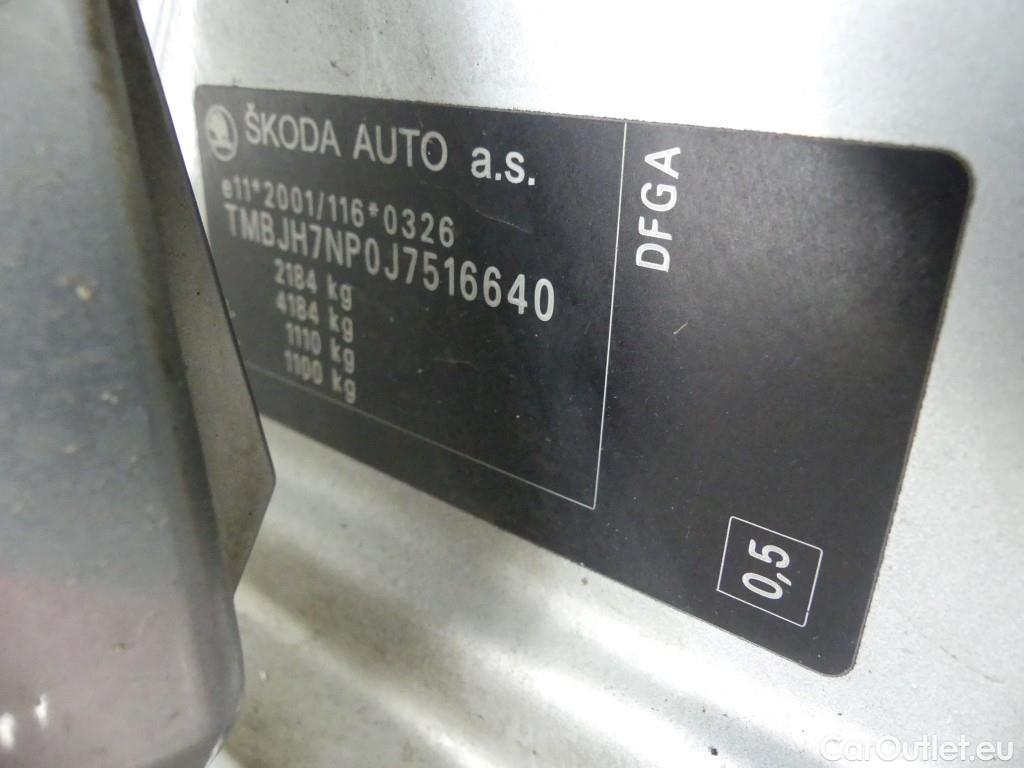 ŠKODA AUTO a.s.
e11*2001/116*0326
TMBJH7NP0J7516640
2184 kg
4184 kg
1110 kg
1100 kg
DFGA
0,5
CarOutlet.eu